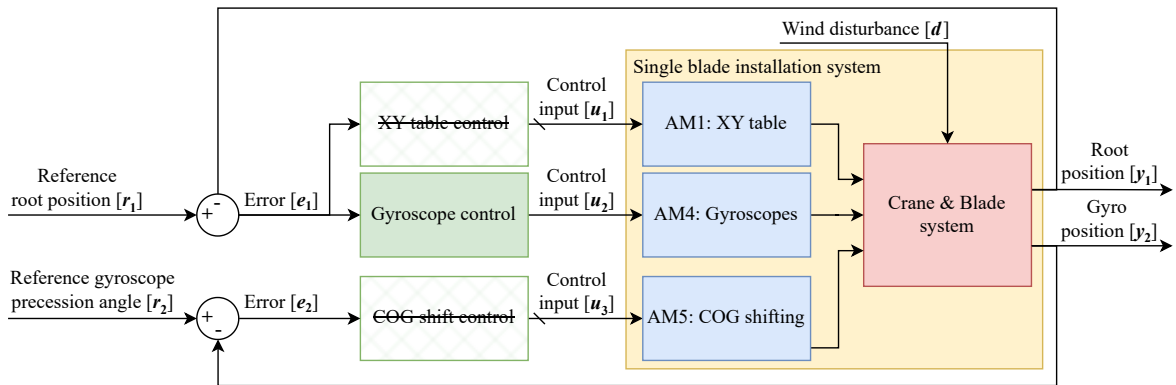 Wind disturbance [d]
Single blade installation system
Control
input [u1]
XY table control
AM1: XY table
Reference
root position [r1]
-
+
Error [e1]
Gyroscope control
Control
input [u2]
AM4: Gyroscopes
Crane & Blade
system
Root
position [y1]
Gyro
position [y2]
Reference gyroscope
precession angle [r2]
+
-
Error [e2]
COG shift control
Control
input [u3]
AM5: COG shifting